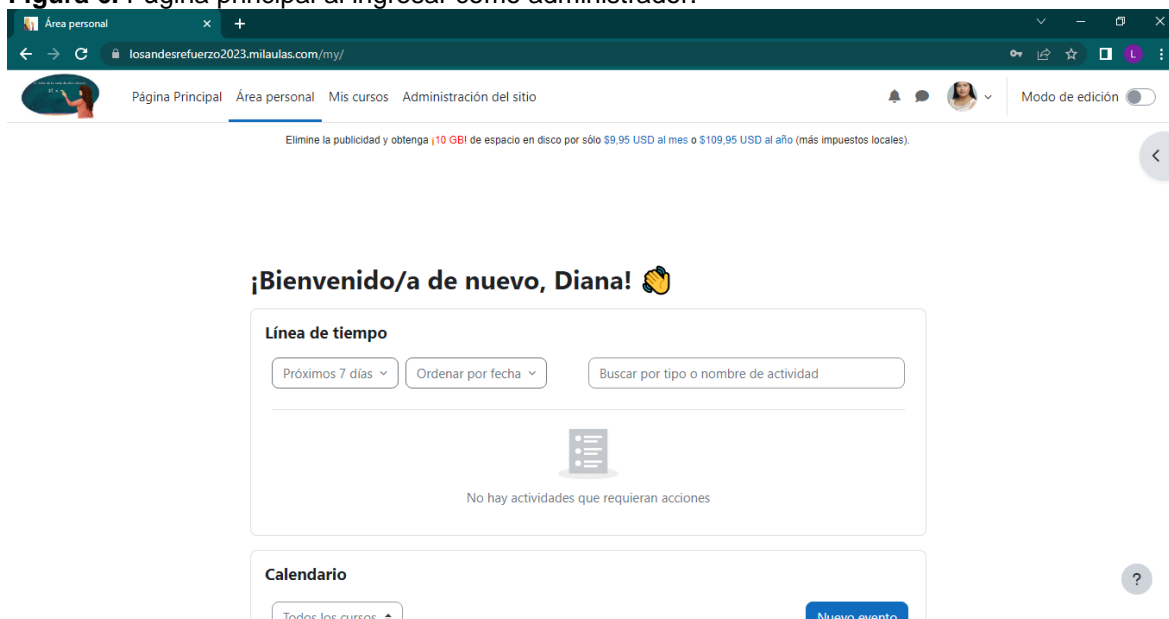 Figura 6. Página principal al ingresar como administrador.
Área personal
losandesrefuerzo2023.milaulas.com/my/
L
Página Principal Área personal Mis cursos Administración del sitio Modo de edición
Elimine la publicidad y obtenga ¡10 GB! de espacio en disco por sólo $9,95 USD al mes o $109,95 USD al año (más impuestos locales).
¡Bienvenido/a de nuevo, Diana!
Línea de tiempo
Próximos 7 días Ordenar por fecha Buscar por tipo o nombre de actividad
No hay actividades que requieran acciones
Calendario
?
Todos los cursos Nuevo evento